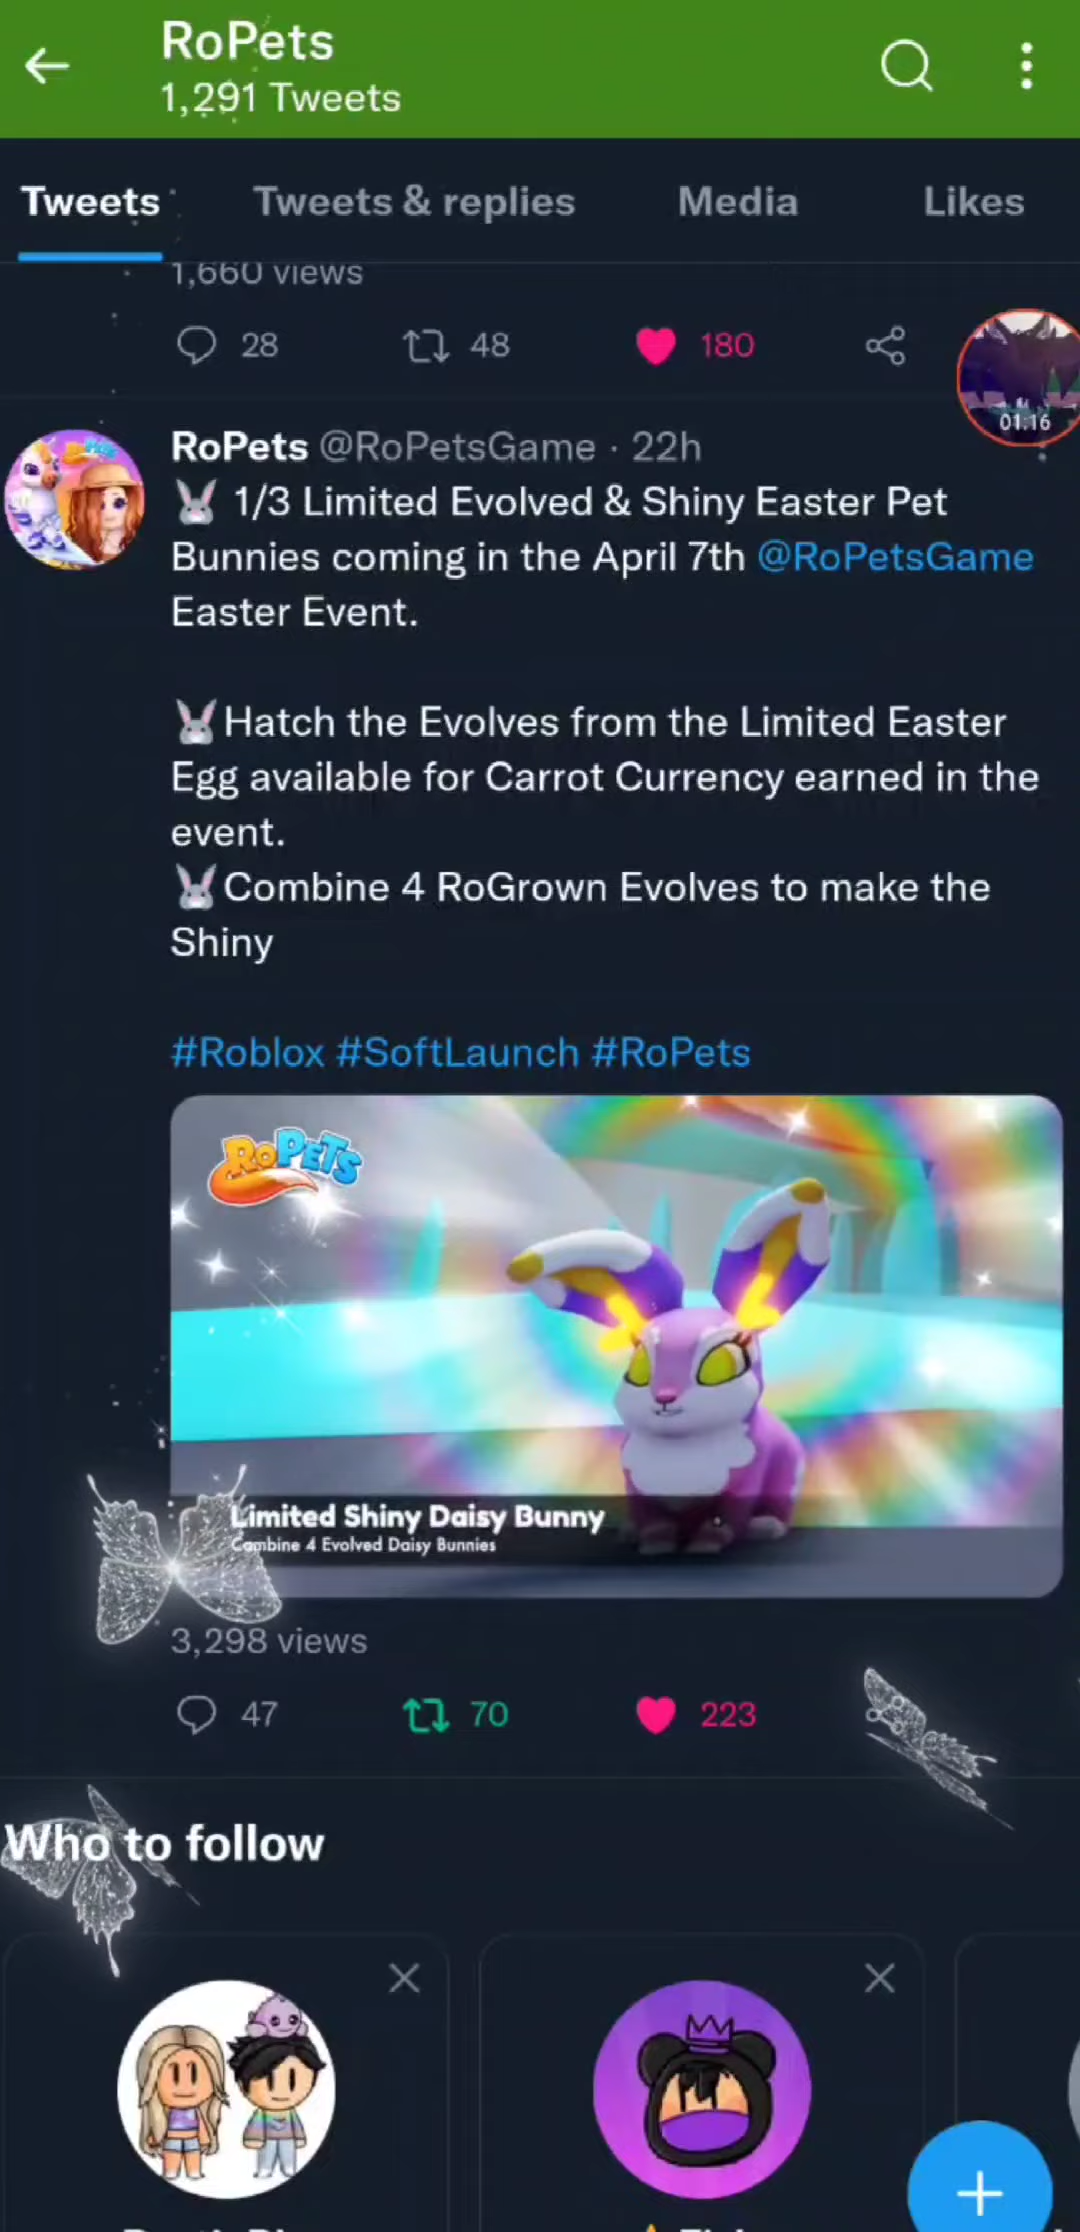 RoPets
1,291 Tweets
Tweets
Tweets & replies
Media
Likes
1,660 views
28
48
180
01:16
RoPets @RoPetsGame · 22h
1/3 Limited Evolved & Shiny Easter Pet
Bunnies coming in the April 7th @RoPetsGame
Easter Event.
Hatch the Evolves from the Limited Easter
Egg available for Carrot Currency earned in the
event.
Combine 4 RoGrown Evolves to make the
Shiny
#Roblox #SoftLaunch #RoPets
RoPETS
Limited Shiny Daisy Bunny
Combine 4 Evolved Daisy Bunnies
3,298 views
47
70
223
Who to follow